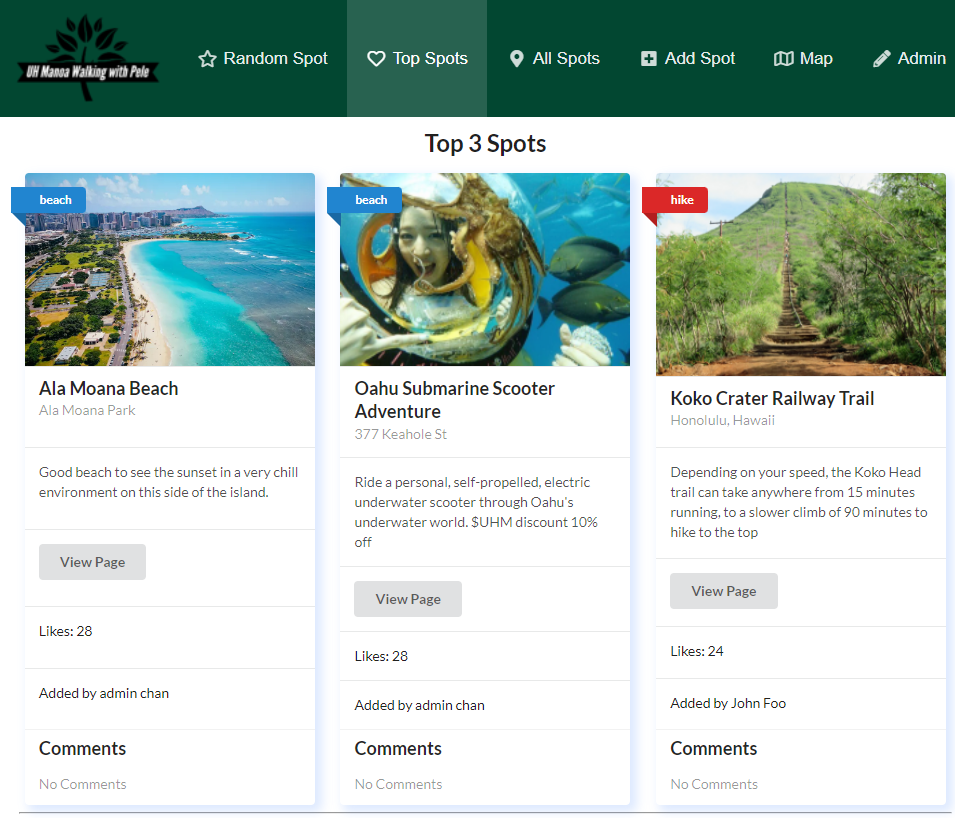 UH Manoa Walking with Pele
Random Spot
Top Spots
All Spots
Add Spot
Map
Admin
Top 3 Spots
beach
Ala Moana Beach
Ala Moana Park
Good beach to see the sunset in a very chill
environment on this side of the island.
View Page
Likes: 28
Added by admin chan
Comments
No Comments
beach
Oahu Submarine Scooter
Adventure
377 Keahole St
Ride a personal, self-propelled, electric
underwater scooter through Oahu's
underwater world. $UHM discount 10%
off
View Page
Likes: 28
Added by admin chan
Comments
No Comments
hike
Koko Crater Railway Trail
Honolulu, Hawaii
Depending on your speed, the Koko Head
trail can take anywhere from 15 minutes
running, to a slower climb of 90 minutes to
hike to the top
View Page
Likes: 24
Added by John Foo
Comments
No Comments